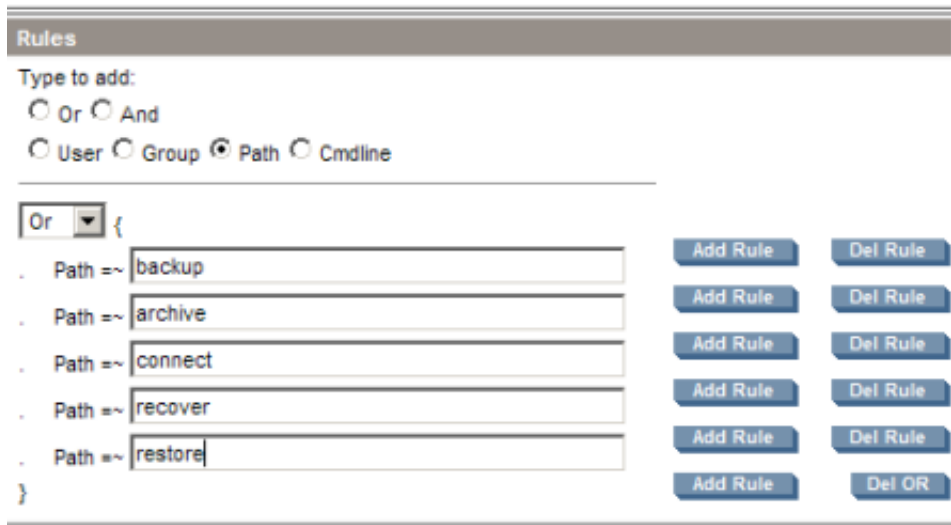 Rules
Type to add:
Or And
User Group Path Cmdline
Or {
. Path =~ backup Add Rule Del Rule
. Path =~ archive Add Rule Del Rule
. Path =~ connect Add Rule Del Rule
. Path =~ recover Add Rule Del Rule
. Path =~ restore Add Rule Del Rule
} Add Rule Del OR